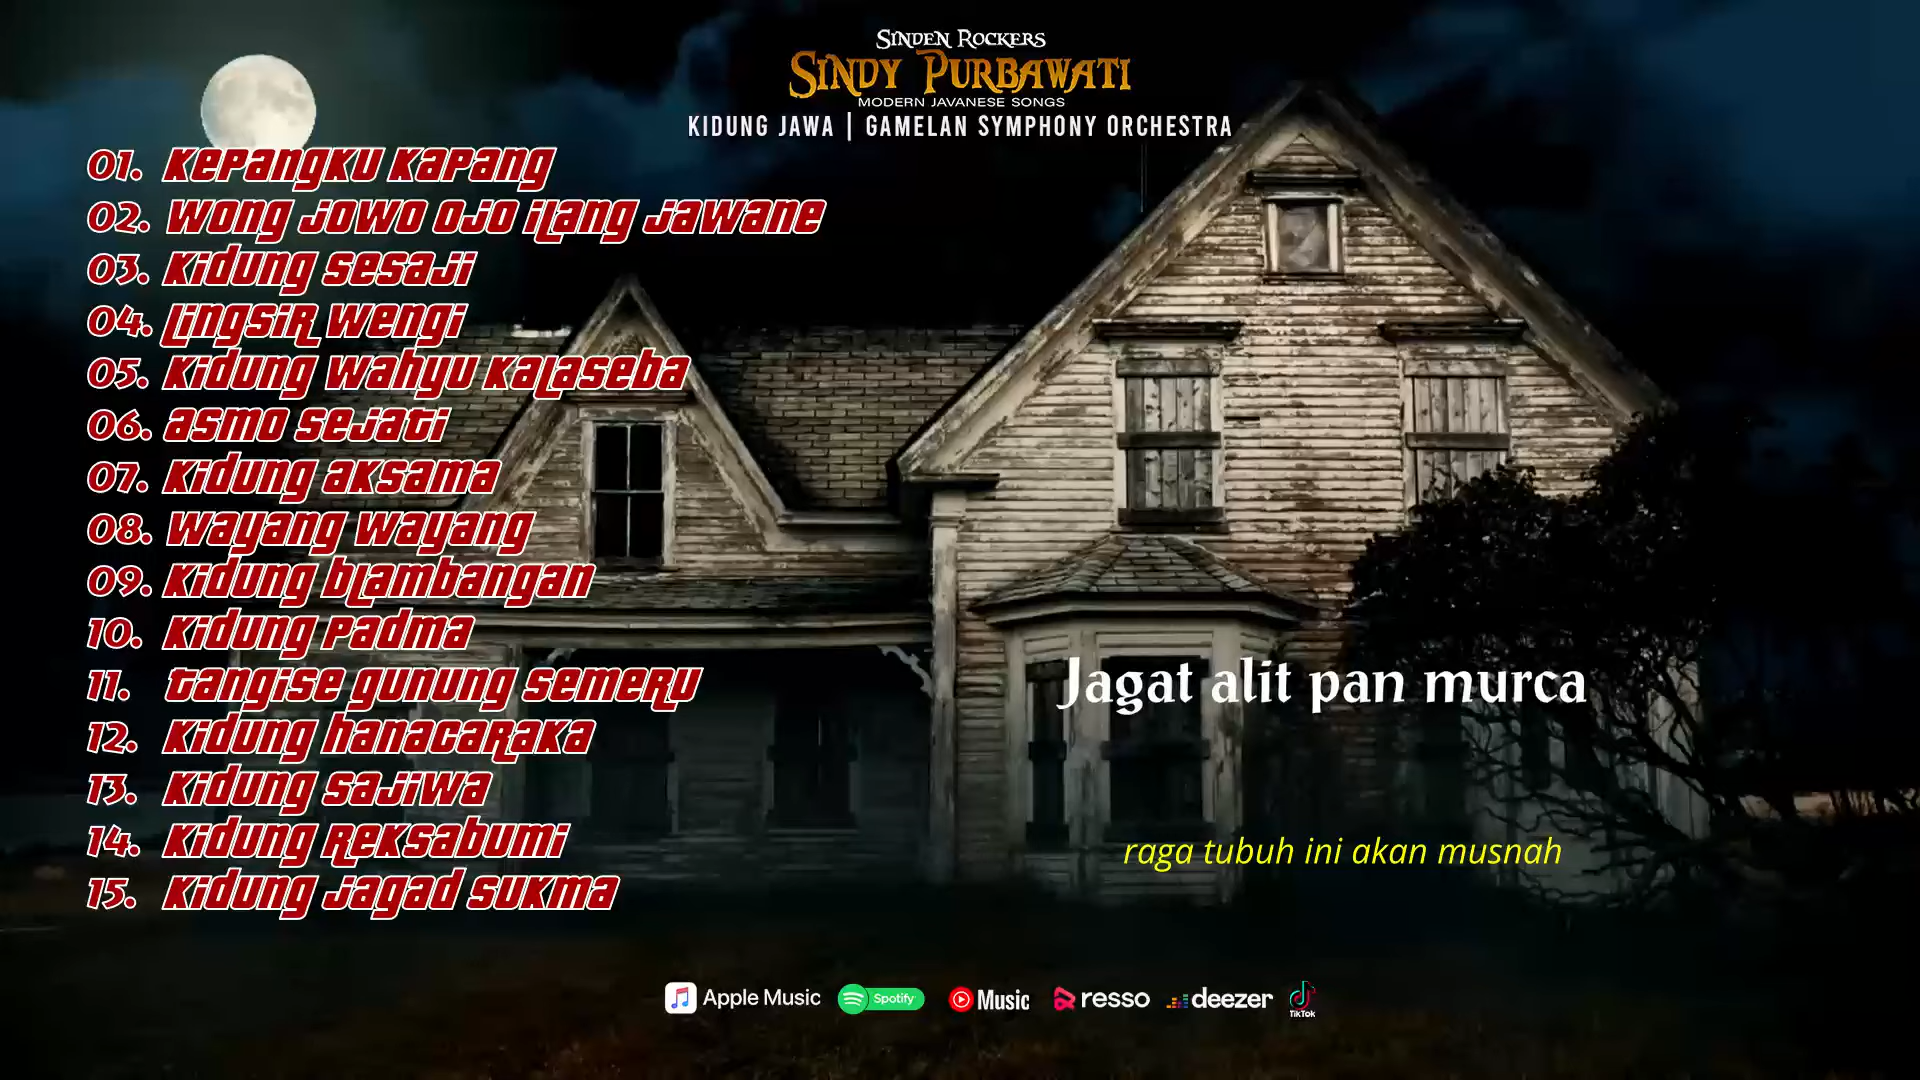 SINDEN ROCKERS
SINDY PURBAWATI
MODERN JAVANESE SONGS
KIDUNG JAWA | GAMELAN SYMPHONY ORCHESTRA
01. Kepangku Kapang
02. Wong Jowo Ojo Ilang Jawane
03. Kidung Sesaji
04. Lingsir Wengi
05. Kidung Wahyu Kalaseba
06. Asmo Sejati
07. Kidung Aksama
08. Wayang Wayang
09. Kidung Blambangan
10. Kidung Padma
11. Tangise Gunung Semeru
12. Kidung Hanacaraka
13. Kidung Sajiwa
14. Kidung Reksabumi
15. Kidung Jagad Sukma
Jagat alit pan murca
raga tubuh ini akan musnah
Apple Music Spotify Music resso deezer TikTok